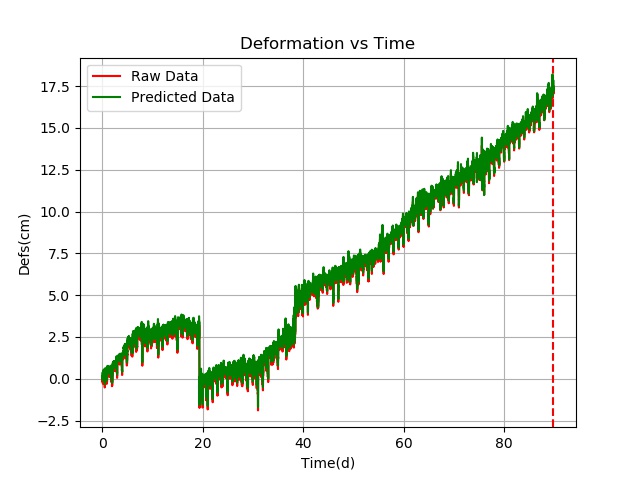 Deformation vs Time
Raw Data
Predicted Data
17.5
15.0
12.5
10.0
7.5
5.0
2.5
0.0
−2.5
Defs(cm)
0 20 40 60 80
Time(d)